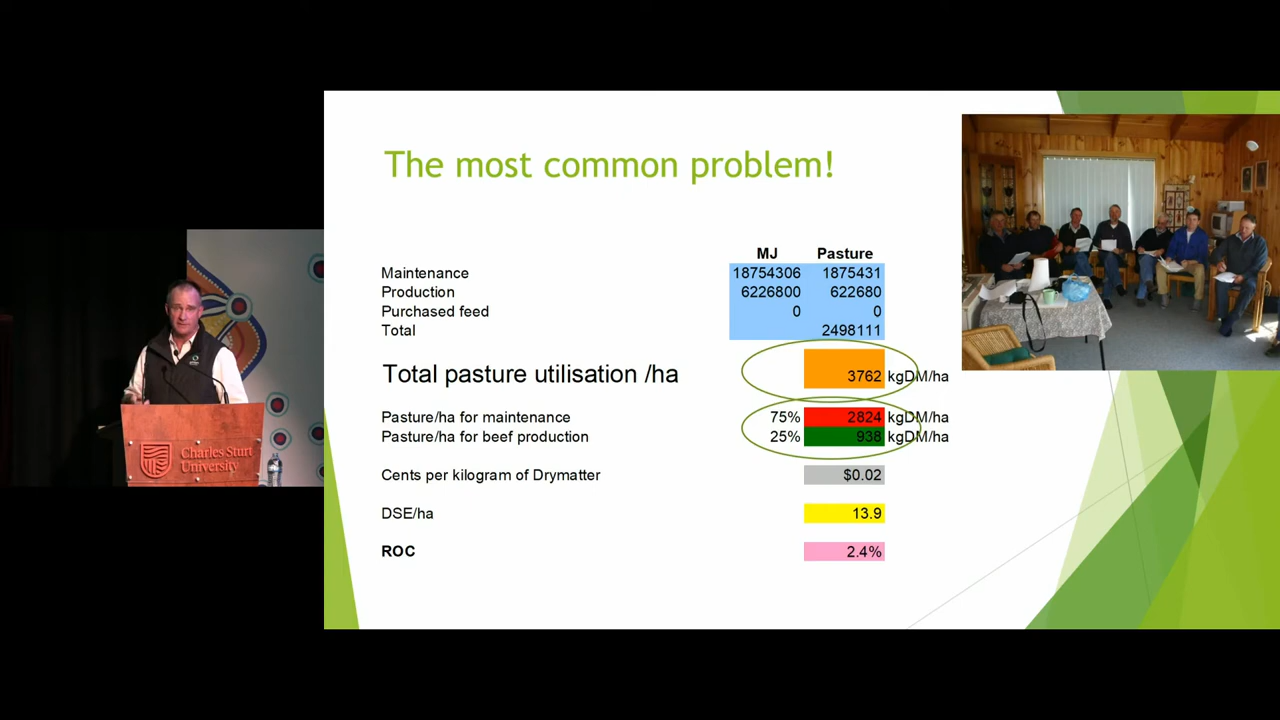 The most common problem!
MJ Pasture
Maintenance 18754306 1875431
Production 6226800 622680
Purchased feed 0 0
Total 2498111
Total pasture utilisation /ha 3762 kgDM/ha
Pasture/ha for maintenance 75% 2824 kgDM/ha
Pasture/ha for beef production 25% 938 kgDM/ha
Cents per kilogram of Drymatter $0.02
DSE/ha 13.9
ROC 2.4%
Charles Sturt
University